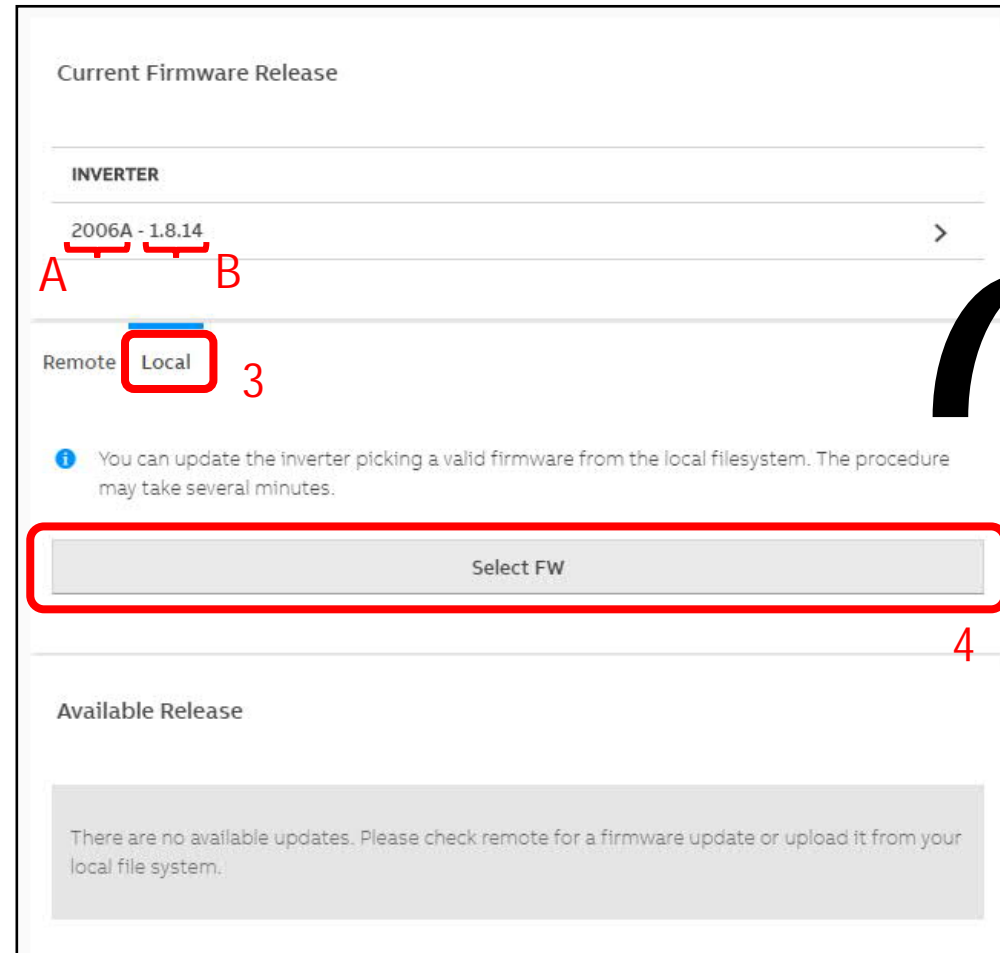 Current Firmware Release
INVERTER
2006A - 1.8.14
A B
Remote Local
3
You can update the inverter picking a valid firmware from the local filesystem. The procedure
may take several minutes.
Select FW
4
Available Release
There are no available updates. Please check remote for a firmware update or upload it from your
local file system.